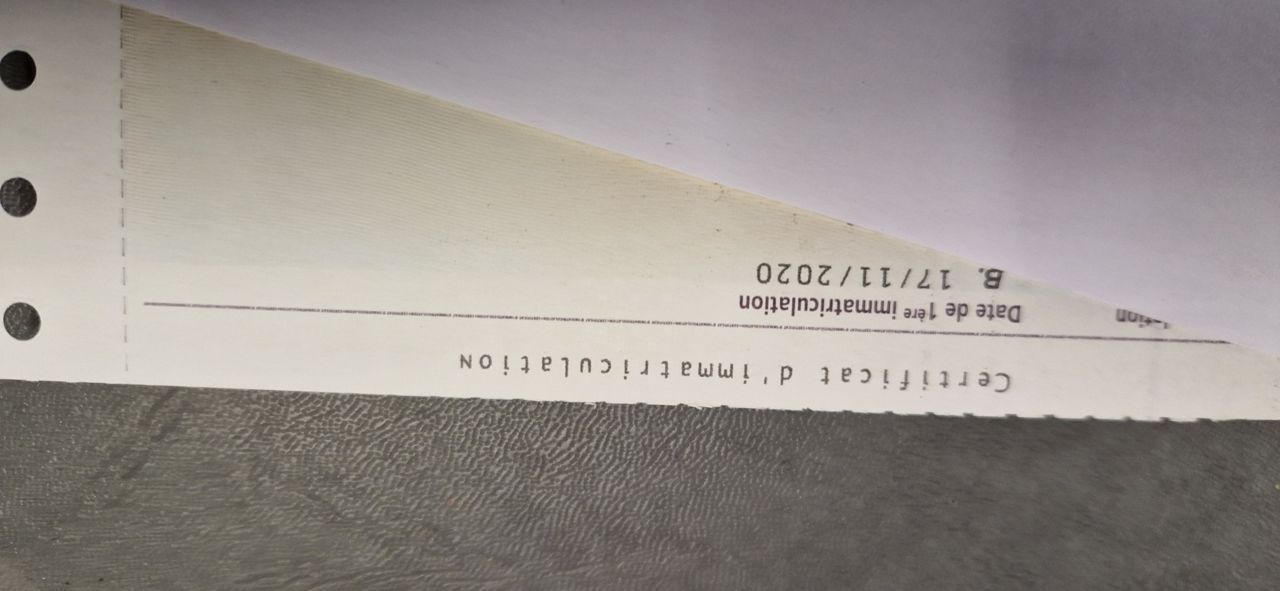 Certificat d'immatriculation
Date de 1ère immatriculation
B. 17/11/2020